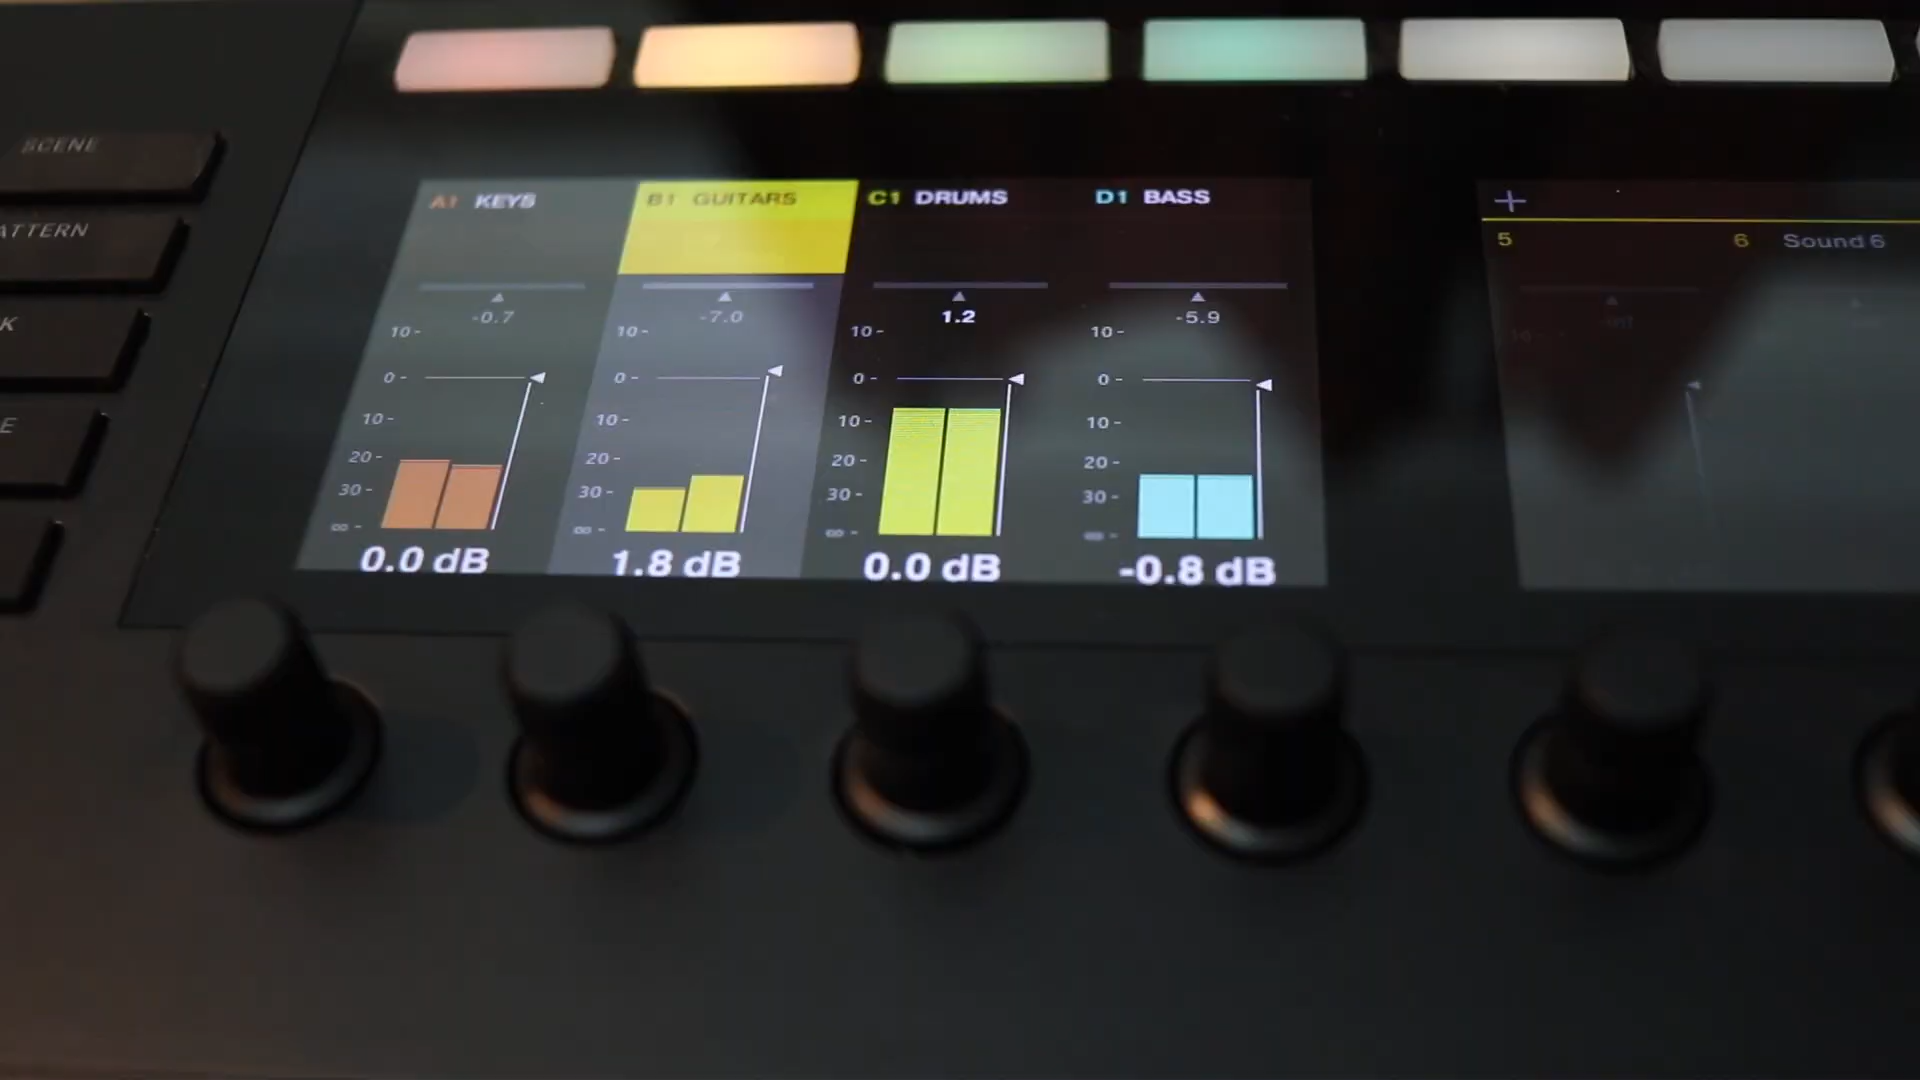 SCENE
ATTERN
K
E
A1 KEYS
-0.7
10-
0-
10-
20-
30-
∞-
0.0 dB
B1 GUITARS
-7.0
10-
0-
10-
20-
30-
∞-
1.8 dB
C1 DRUMS
1.2
10-
0-
10-
20-
30-
∞-
0.0 dB
D1 BASS
-5.9
10-
0-
10-
20-
30-
-0.8 dB
+
5
6 Sound 6